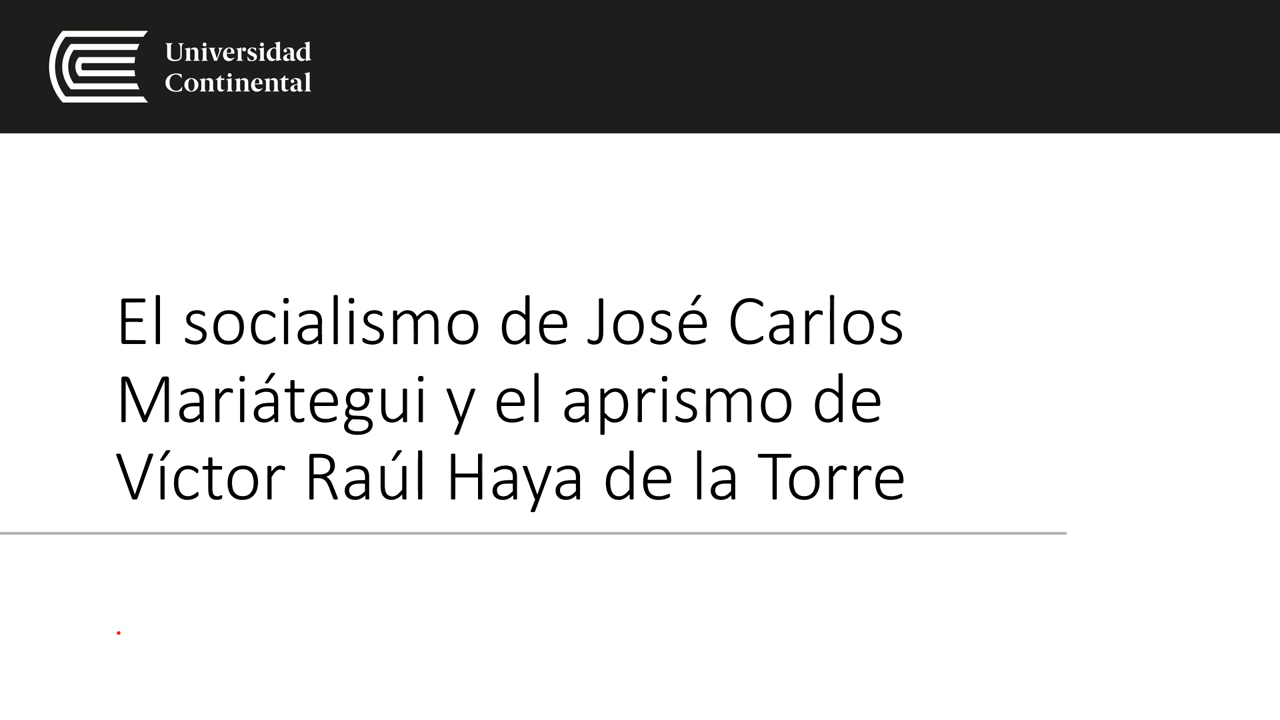 Universidad
Continental
El socialismo de José Carlos
Mariátegui y el aprismo de
Víctor Raúl Haya de la Torre
.